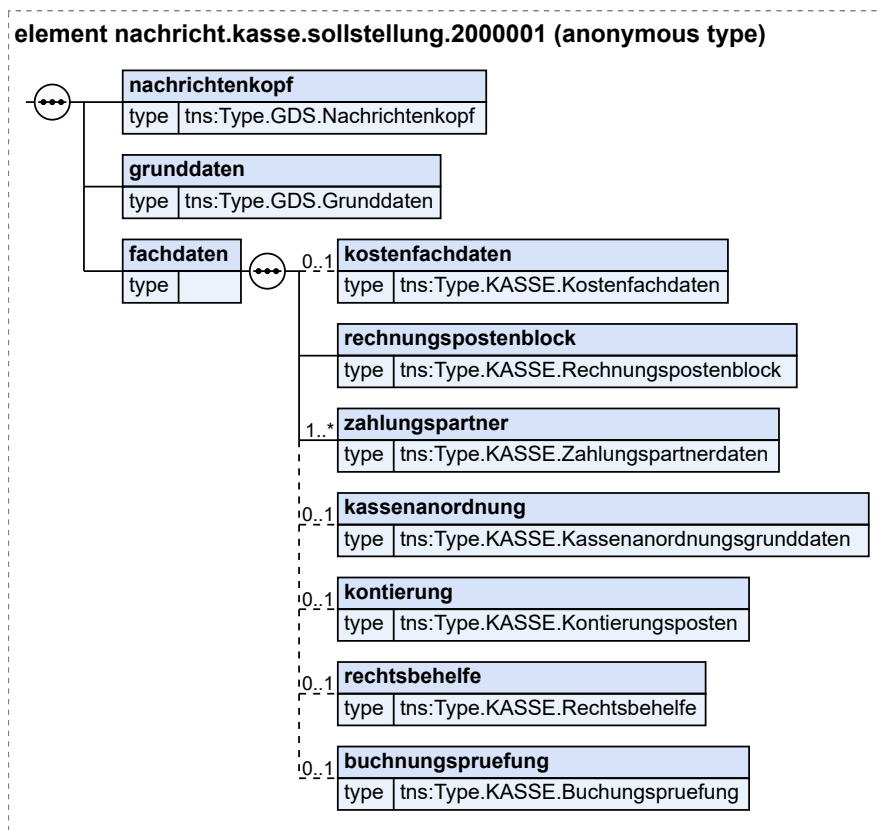 element nachricht.kasse.sollstellung.2000001 (anonymous type)
nachrichtenkopf
type tns:Type.GDS.Nachrichtenkopf
grunddaten
type tns:Type.GDS.Grunddaten
fachdaten
type
0..1 kostenfachdaten
type tns:Type.KASSE.Kostenfachdaten
rechnungspostenblock
type tns:Type.KASSE.Rechnungspostenblock
1..* zahlungspartner
type tns:Type.KASSE.Zahlungspartnerdaten
0..1 kassenanordnung
type tns:Type.KASSE.Kassenanordnungsgrunddaten
0..1 kontierung
type tns:Type.KASSE.Kontierungsposten
0..1 rechtsbehelfe
type tns:Type.KASSE.Rechtsbehelfe
0..1 buchnungspruefung
type tns:Type.KASSE.Buchungspruefung